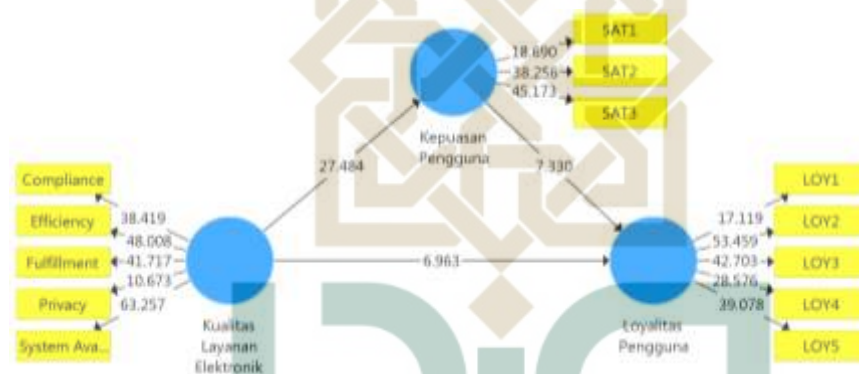 SAT1
18.690
38.256
SAT2
45.173
SAT3
Kepuasan
Pengguna
27.484
7.330
Compliance
38.419
Efficiency
48.008
Fulfillment
41.717
10.673
Privacy
63.257
System Ava...
Kualitas
Layanan
Elektronik
6.963
LOY1
17.119
LOY2
53.459
42.703
LOY3
28.576
LOY4
39.078
LOY5
Loyalitas
Pengguna